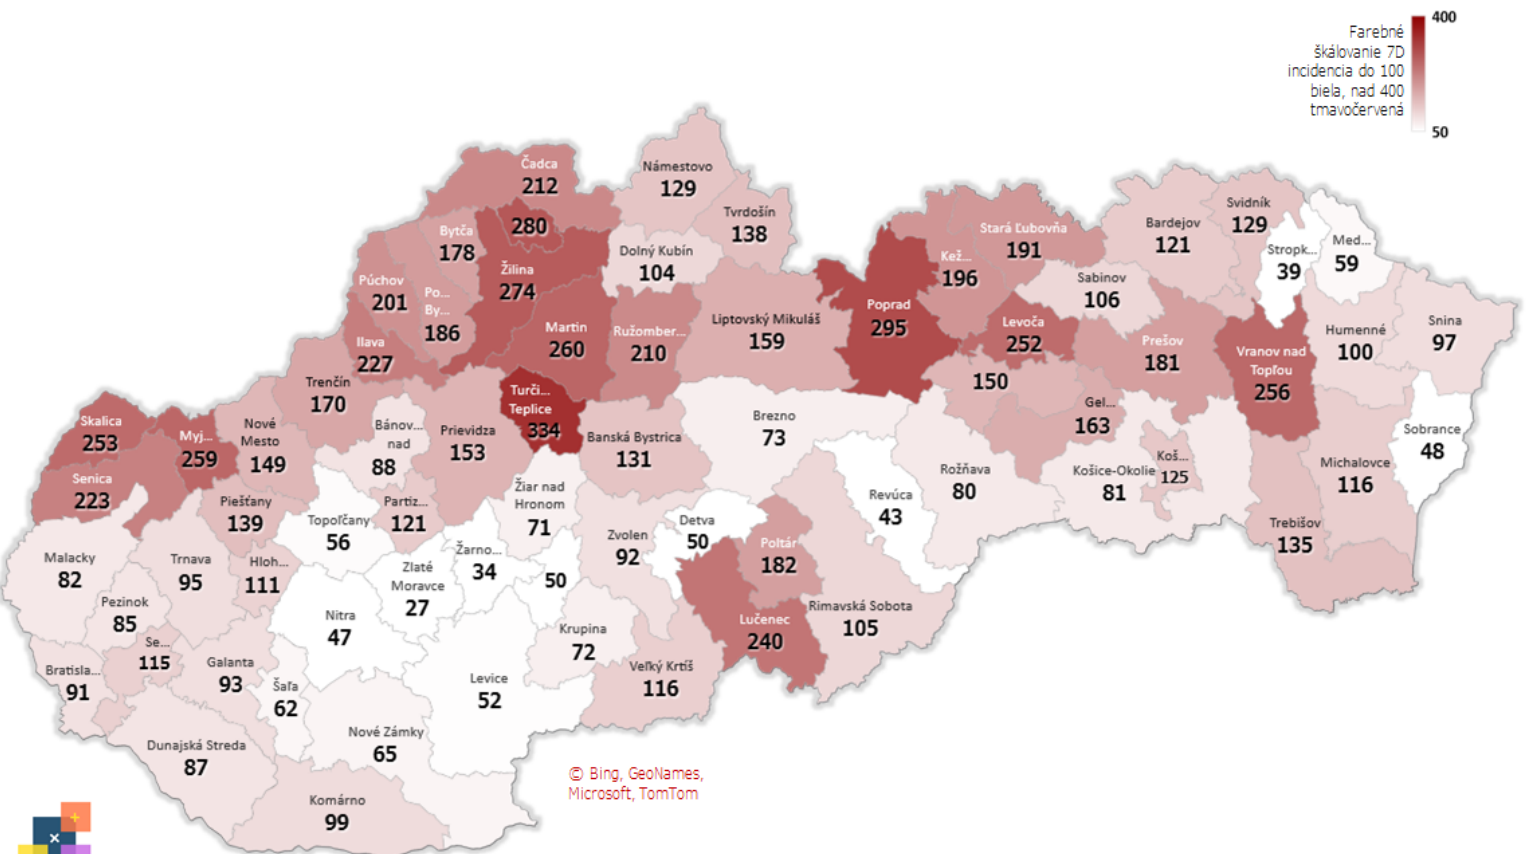 400
Farebné
škálovanie 7D
incidencia do 100
biela, nad 400
tmavočervená
50
Čadca
212
Námestovo
129
Tvrdošín
138
Bytča
178
280
Dolný Kubín
104
Žilina
274
Púchov
201
Po...
By...
186
Ilava
227
Martin
260
Ružomber...
210
Liptovský Mikuláš
159
Poprad
295
Kež...
196
Stará Ľubovňa
191
Sabinov
106
Bardejov
121
Svidník
129
Stropk...
39
Med...
59
Levoča
252
Prešov
181
Vranov nad
Topľou
256
Humenné
100
Snina
97
150
Gel...
163
Trenčín
170
Turči...
Teplice
334
Skalica
253
Myj...
259
Nové
Mesto
149
Bánov...
nad
88
Prievidza
153
Banská Bystrica
131
Brezno
73
Senica
223
Piešťany
139
Topoľčany
56
Partiz...
121
Žiar nad
Hronom
71
Rožňava
80
Košice-Okolie
81
Koš...
125
Michalovce
116
Sobrance
48
Revúca
43
Detva
50
Zvolen
92
Poltár
182
Trebišov
135
Malacky
82
Trnava
95
Hloh...
111
Žarno...
34
Zlaté
Moravce
27
50
Pezinok
85
Nitra
47
Krupina
72
Lučenec
240
Rimavská Sobota
105
Se...
115
Bratisla...
91
Galanta
93
Šaľa
62
Levice
52
Veľký Krtíš
116
Nové Zámky
65
Dunajská Streda
87
Komárno
99
© Bing, GeoNames,
Microsoft, TomTom